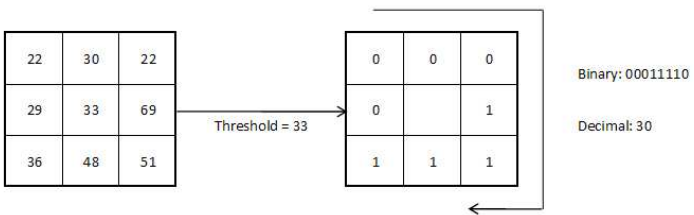 22 30 22
29 33 69
36 48 51
Threshold = 33
0 0 0
0 1
1 1 1
Binary: 00011110
Decimal: 30